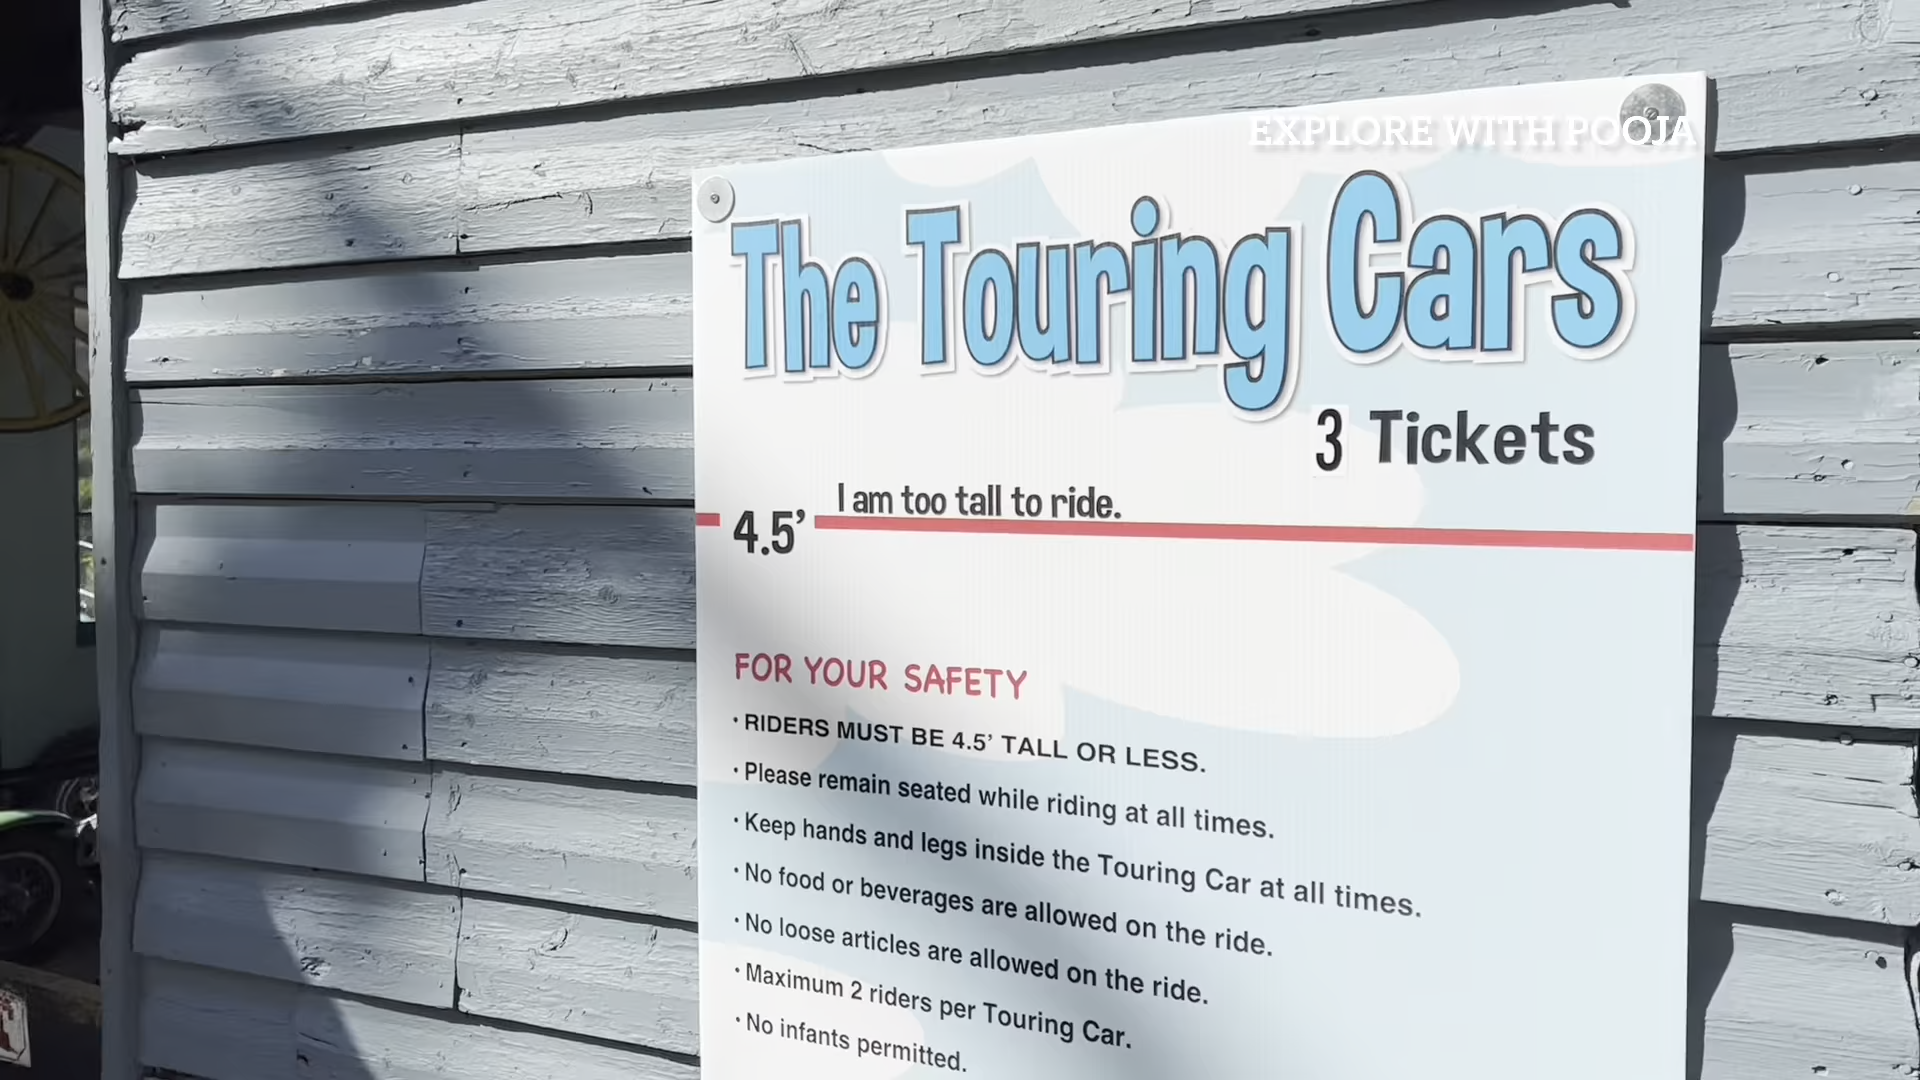 EXPLORE WITH POOJA
The Touring Cars
3 Tickets
I am too tall to ride.
4.5’
FOR YOUR SAFETY
· RIDERS MUST BE 4.5’ TALL OR LESS.
· Please remain seated while riding at all times.
· Keep hands and legs inside the Touring Car at all times.
· No food or beverages are allowed on the ride.
· No loose articles are allowed on the ride.
· Maximum 2 riders per Touring Car.
· No infants permitted.